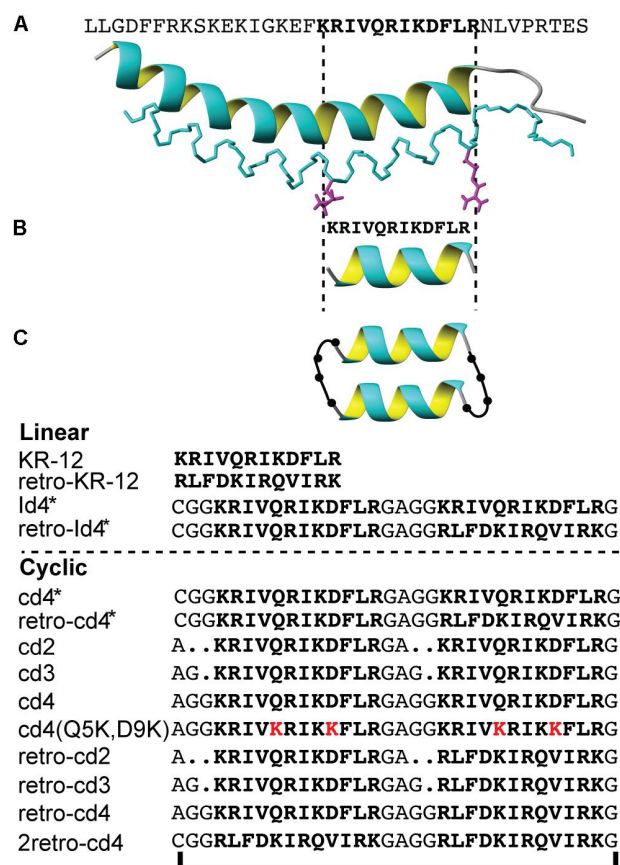 A LLGDFFRKSKEKIGKEFKRIVQRIKDFLRNLVPRTES
B KRIVQRIKDFLR
C
Linear
KR-12 KRIVQRIKDFLR
retro-KR-12 RLFDKIRQVIRK
Id4* CGGKRIVQRIKDFLRGAGGKRIVQRIKDFLRG
retro-Id4* CGGKRIVQRIKDFLRGAGGRLFDKIRQVIRKG
Cyclic
cd4* CGGKRIVQRIKDFLRGAGGKRIVQRIKDFLRG
retro-cd4* CGGKRIVQRIKDFLRGAGGRLFDKIRQVIRKG
cd2 A..KRIVQRIKDFLRGA..KRIVQRIKDFLRG
cd3 AG.KRIVQRIKDFLRGAG.KRIVQRIKDFLRG
cd4 AGGKRIVQRIKDFLRGAGGKRIVQRIKDFLRG
cd4(Q5K,D9K) AGGKRIVKRIKKFLRGAGGKRIVKRIKKFLRG
retro-cd2 A..KRIVQRIKDFLRGA..RLFDKIRQVIRKG
retro-cd3 AG.KRIVQRIKDFLRGAG.RLFDKIRQVIRKG
retro-cd4 AGGKRIVQRIKDFLRGAGGRLFDKIRQVIRKG
2retro-cd4 CGGRLFDKIRQVIRKGAGGRLFDKIRQVIRKG